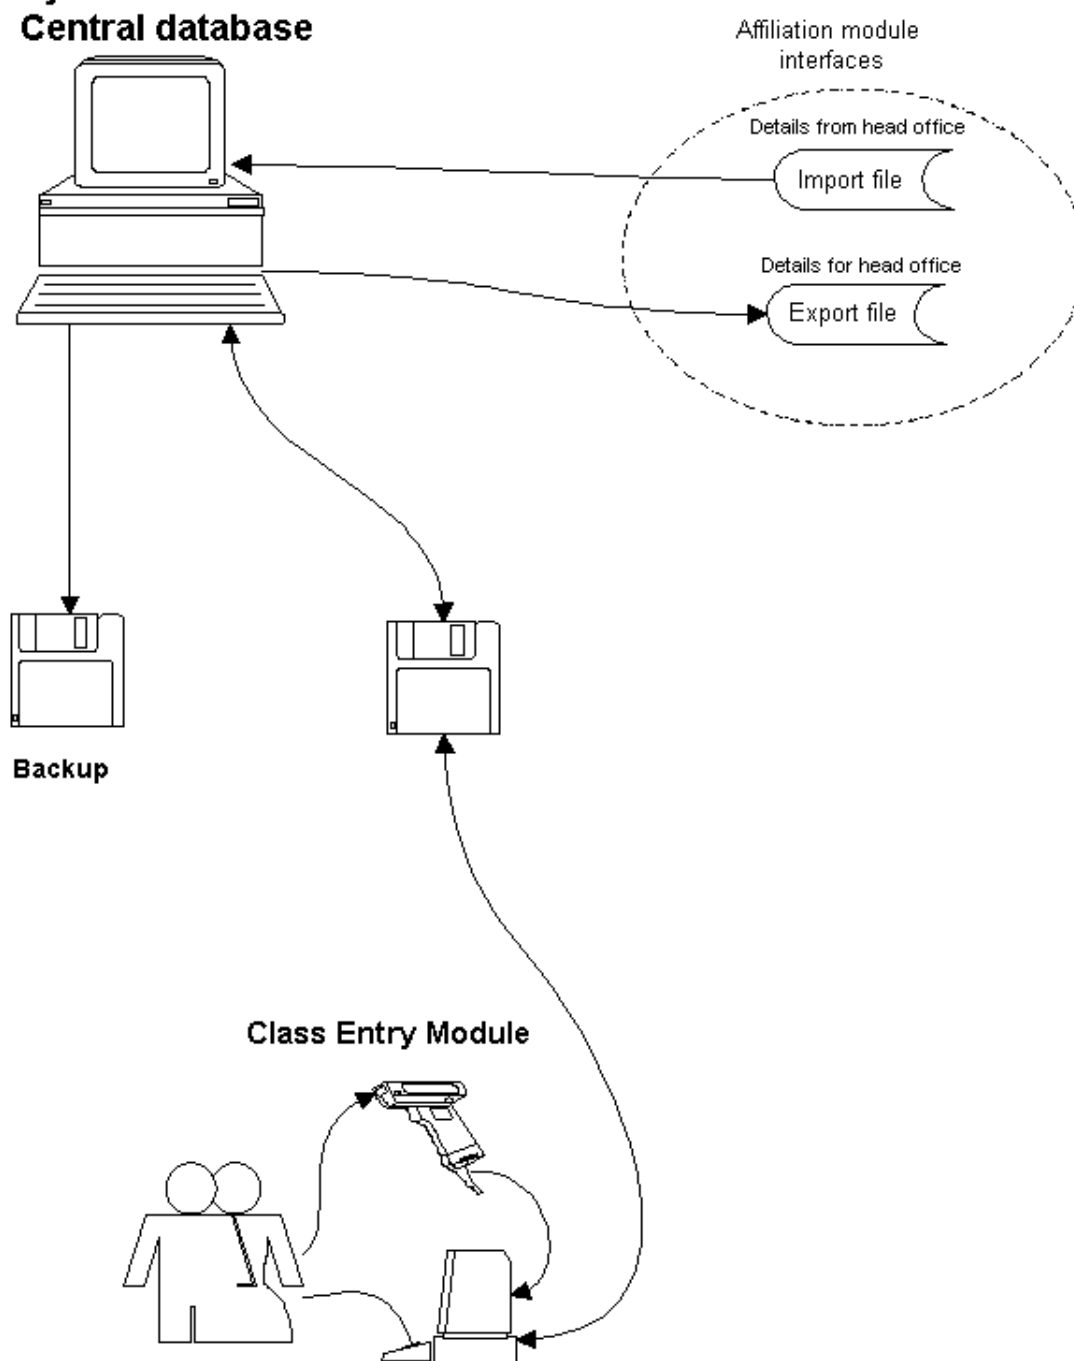 Central database
Affiliation module
interfaces
Details from head office
Import file
Details for head office
Export file
Backup
Class Entry Module